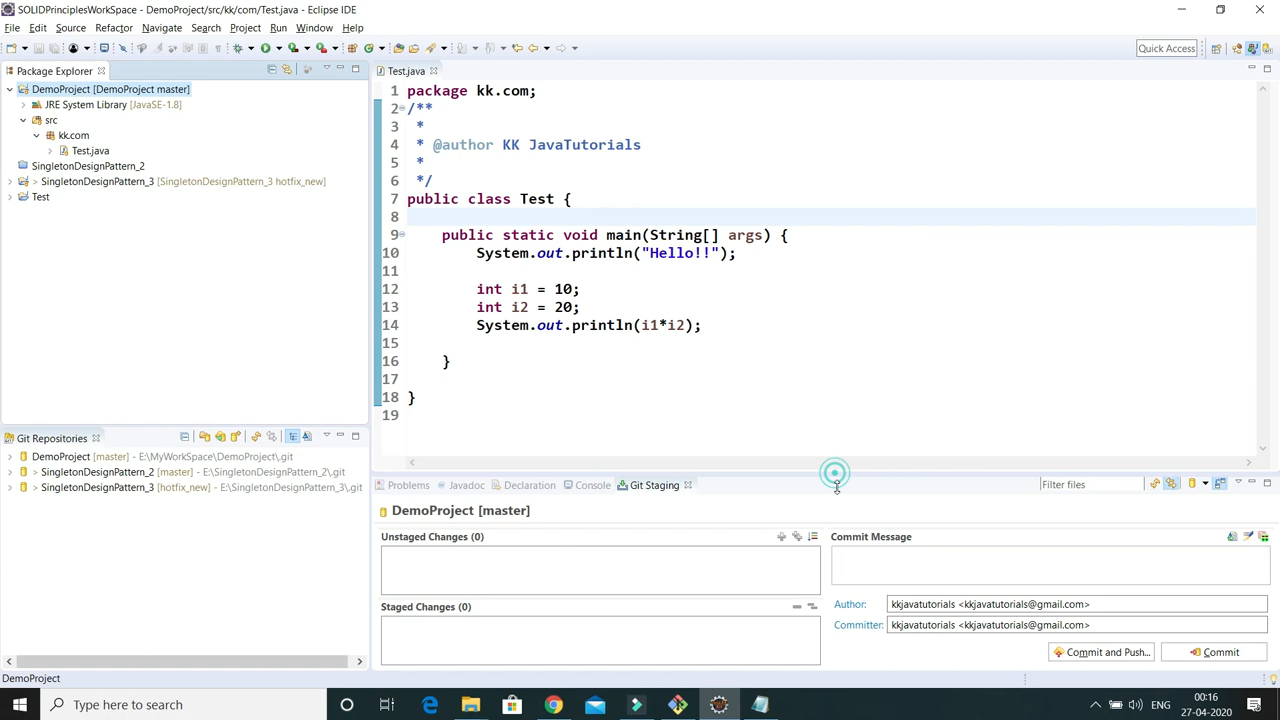 SOLIDPrinciplesWorkSpace - DemoProject/src/kk/com/Test.java - Eclipse IDE
File Edit Source Refactor Navigate Search Project Run Window Help
Quick Access
Package Explorer
DemoProject [DemoProject master]
JRE System Library [JavaSE-1.8]
src
kk.com
Test.java
SingletonDesignPattern_2
> SingletonDesignPattern_3 [SingletonDesignPattern_3 hotfix_new]
Test
Test.java
1 package kk.com;
2 /**
3 *
4 * @author KK JavaTutorials
5 *
6 */
7 public class Test {
8
9 public static void main(String[] args) {
10 System.out.println("Hello!!");
11
12 int i1 = 10;
13 int i2 = 20;
14 System.out.println(i1*i2);
15
16 }
17
18 }
19
Git Repositories
DemoProject [master] - E:\MyWorkSpace\DemoProject\.git
> SingletonDesignPattern_2 [master] - E:\SingletonDesignPattern_2\.git
> SingletonDesignPattern_3 [hotfix_new] - E:\SingletonDesignPattern_3\.git
Problems Javadoc Declaration Console Git Staging
Filter files
DemoProject [master]
Unstaged Changes (0)
Staged Changes (0)
Commit Message
Author: kkjavatutorials <kkjavatutorials@gmail.com>
Committer: kkjavatutorials <kkjavatutorials@gmail.com>
Commit and Push... Commit
DemoProject
Type here to search
ENG
00:16
27-04-2020